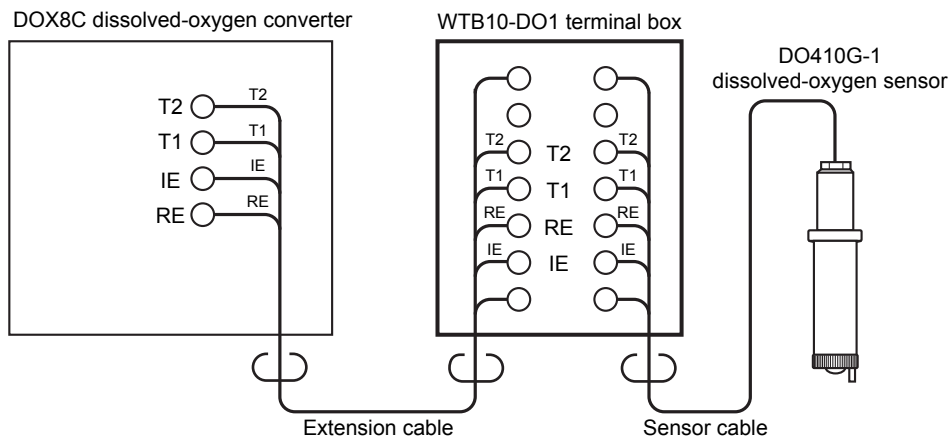 DOX8C dissolved-oxygen converter
T2 T2
T1 T1
IE IE
RE RE
WTB10-DO1 terminal box
T2 T2 T2
T1 T1 T1
RE RE RE
IE IE IE
DO410G-1
dissolved-oxygen sensor
Extension cable
Sensor cable